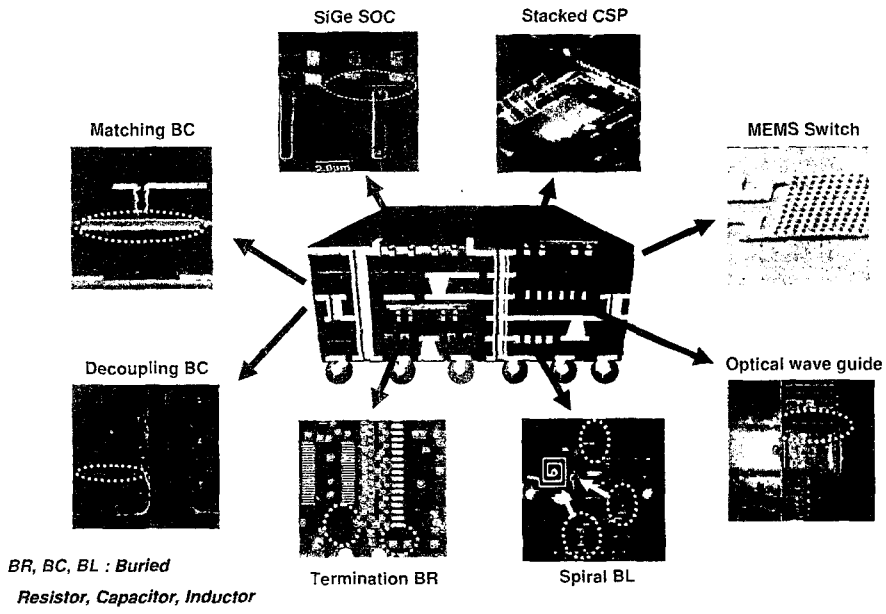 SiGe SOC
Stacked CSP
Matching BC
MEMS Switch
2.0μm
Decoupling BC
Optical wave guide
Termination BR
Spiral BL
BR, BC, BL : Buried
Resistor, Capacitor, Inductor